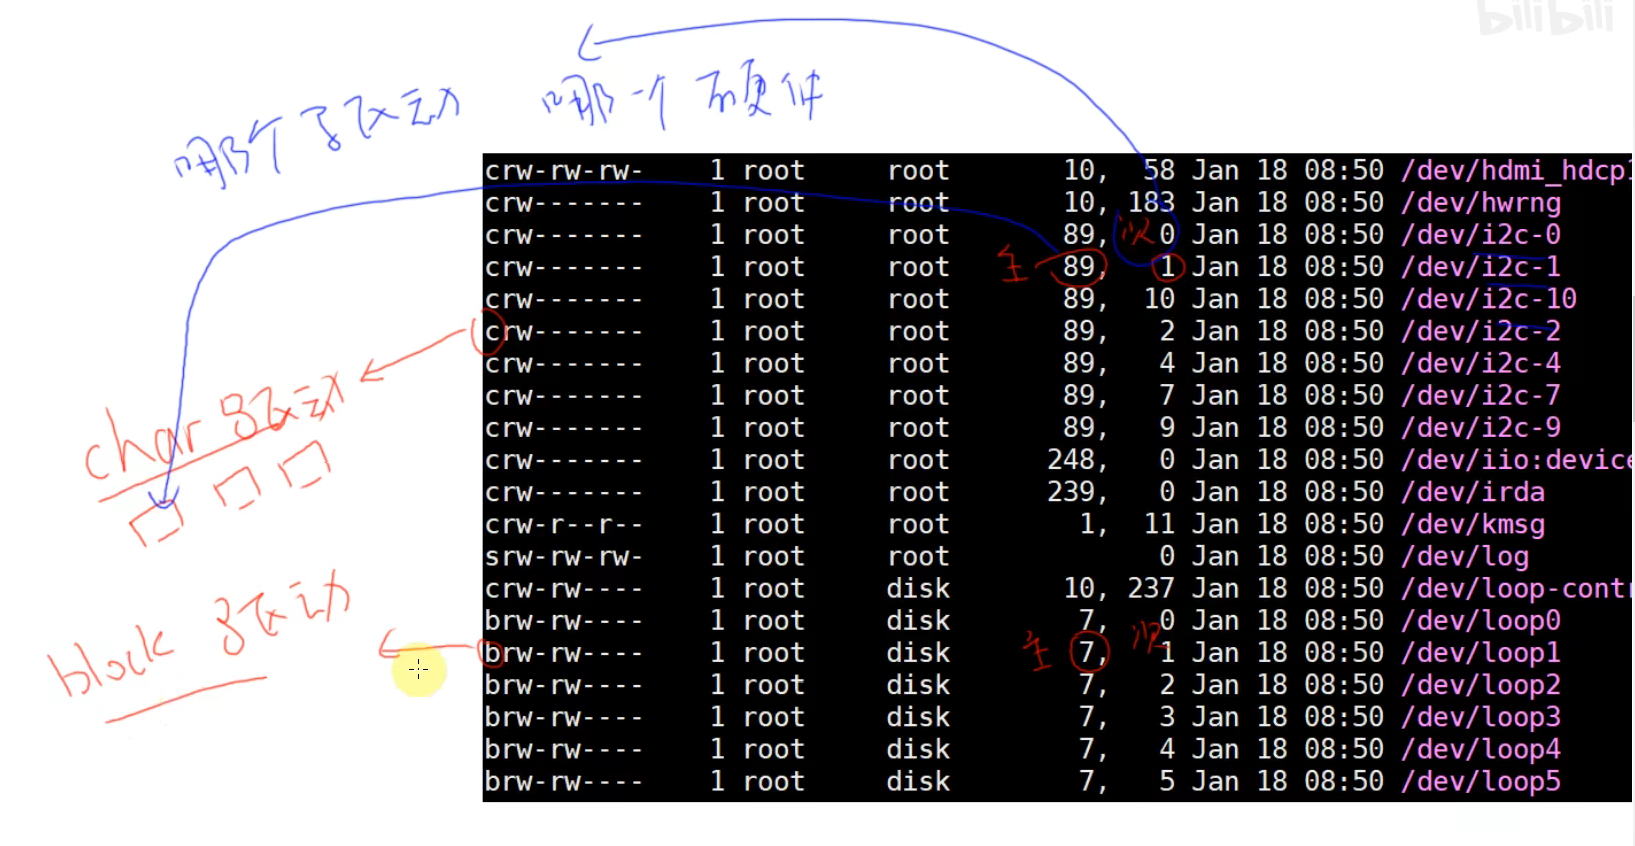 bilibili
哪个驱动 哪一个硬件
crw-rw-rw- 1 root root 10, 58 Jan 18 08:50 /dev/hdmi_hdcp1
crw------- 1 root root 10, 183 Jan 18 08:50 /dev/hwrng
crw------- 1 root root 89, 次 0 Jan 18 08:50 /dev/i2c-0
crw------- 1 root root 主 89, 1 Jan 18 08:50 /dev/i2c-1
crw------- 1 root root 89, 10 Jan 18 08:50 /dev/i2c-10
crw------- 1 root root 89, 2 Jan 18 08:50 /dev/i2c-2
crw------- 1 root root 89, 4 Jan 18 08:50 /dev/i2c-4
crw------- 1 root root 89, 7 Jan 18 08:50 /dev/i2c-7
crw------- 1 root root 89, 9 Jan 18 08:50 /dev/i2c-9
char 驱动
crw------- 1 root root 248, 0 Jan 18 08:50 /dev/iio:device
crw------- 1 root root 239, 0 Jan 18 08:50 /dev/irda
crw-r--r-- 1 root root 1, 11 Jan 18 08:50 /dev/kmsg
srw-rw-rw- 1 root root 0 Jan 18 08:50 /dev/log
crw-rw---- 1 root disk 10, 237 Jan 18 08:50 /dev/loop-contr
brw-rw---- 1 root disk 7, 0 Jan 18 08:50 /dev/loop0
block 驱动
brw-rw---- 1 root disk 主 7, 次 1 Jan 18 08:50 /dev/loop1
brw-rw---- 1 root disk 7, 2 Jan 18 08:50 /dev/loop2
brw-rw---- 1 root disk 7, 3 Jan 18 08:50 /dev/loop3
brw-rw---- 1 root disk 7, 4 Jan 18 08:50 /dev/loop4
brw-rw---- 1 root disk 7, 5 Jan 18 08:50 /dev/loop5